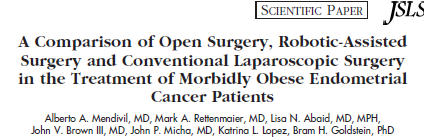 SCIENTIFIC PAPER JSLS
A Comparison of Open Surgery, Robotic-Assisted
Surgery and Conventional Laparoscopic Surgery
in the Treatment of Morbidly Obese Endometrial
Cancer Patients
Alberto A. Mendivil, MD, Mark A. Rettenmaier, MD, Lisa N. Abaid, MD, MPH,
John V. Brown III, MD, John P. Micha, MD, Katrina L. Lopez, Bram H. Goldstein, PhD